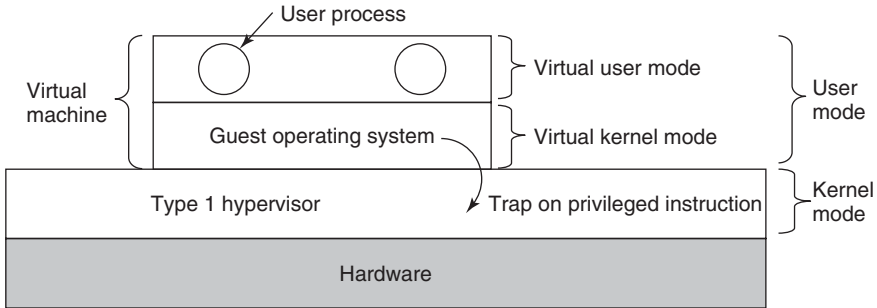 User process
Virtual
machine
Virtual user mode
User
mode
Guest operating system
Virtual kernel mode
Type 1 hypervisor
Trap on privileged instruction
Kernel
mode
Hardware